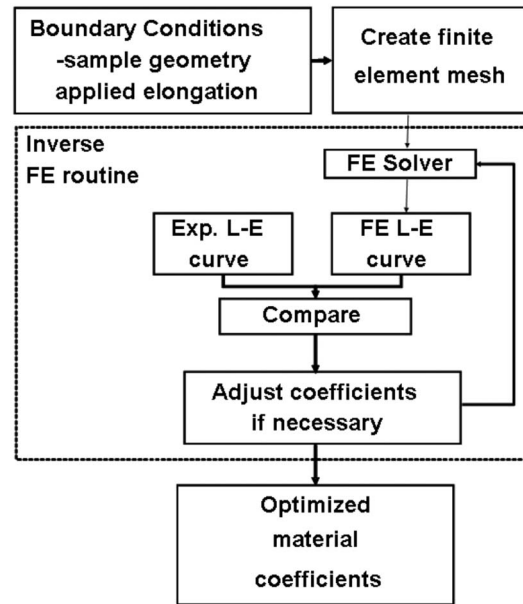 Boundary Conditions
-sample geometry
applied elongation
Create finite
element mesh
Inverse
FE routine
FE Solver
Exp. L-E
curve
FE L-E
curve
Compare
Adjust coefficients
if necessary
Optimized
material
coefficients